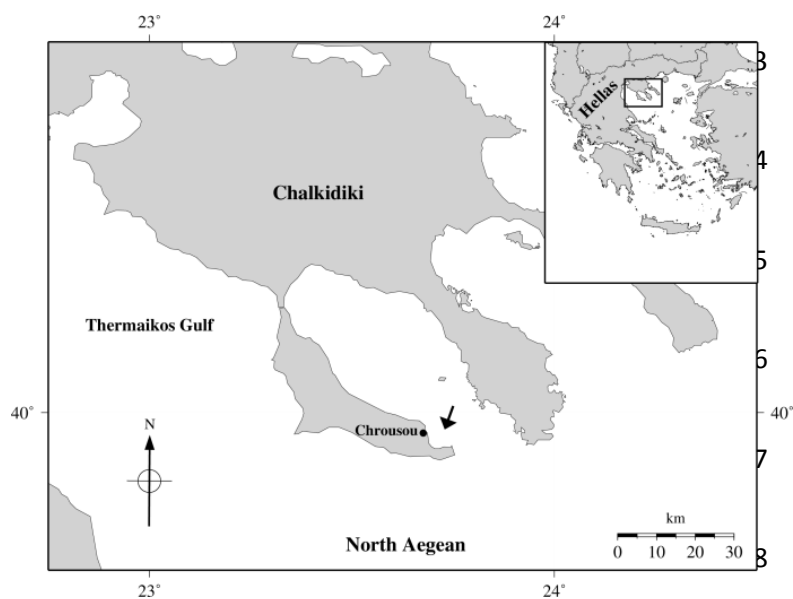 23° 24°
3
Hellas
4
Chalkidiki
5
Thermaikos Gulf
6
40° 40°
Chrousou
N
7
km
North Aegean
0 10 20 30
8
23° 24°